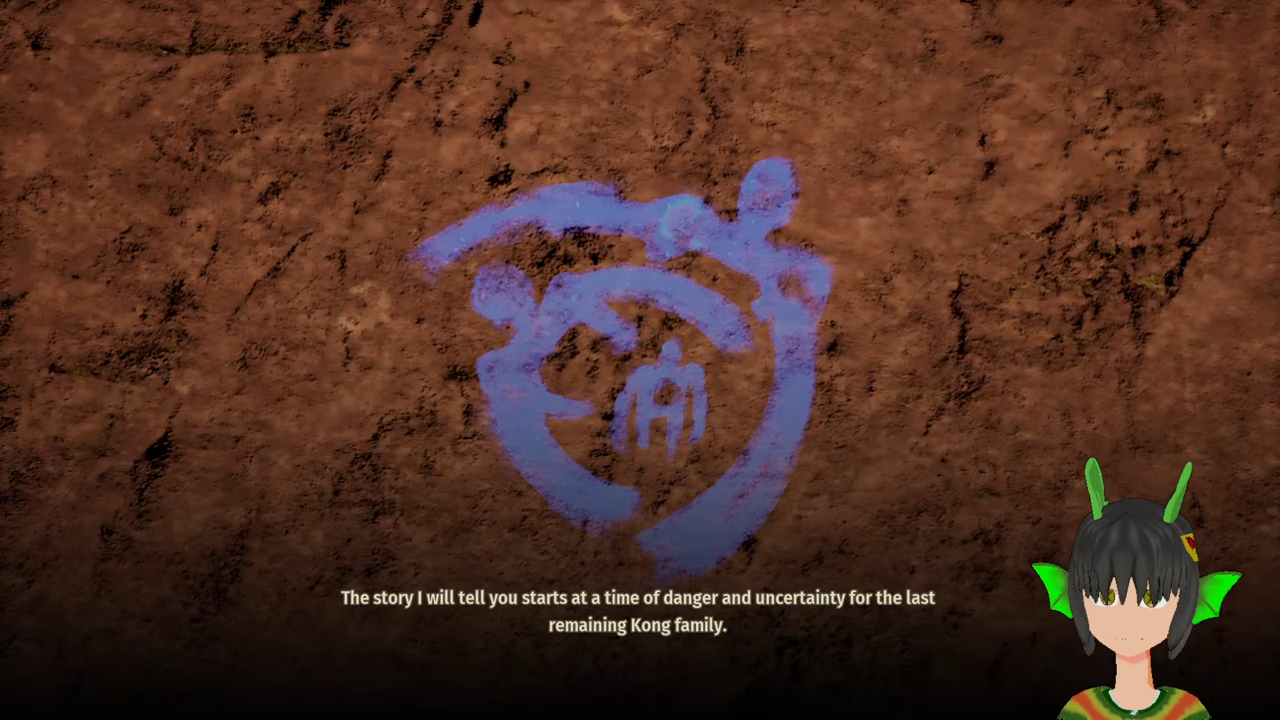 The story I will tell you starts at a time of danger and uncertainty for the last
remaining Kong family.